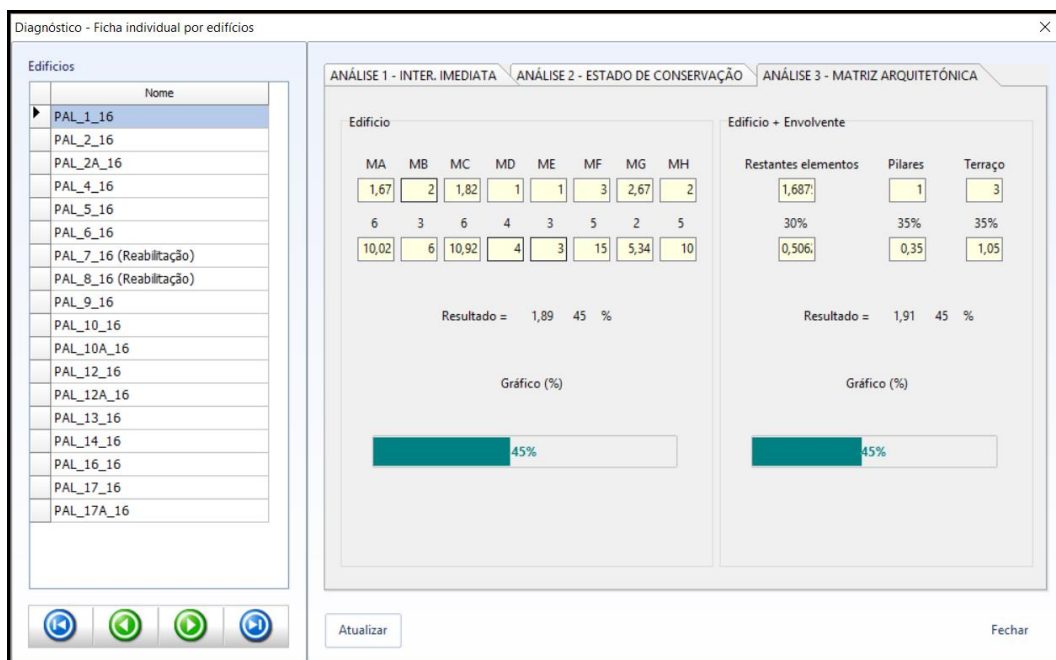 Diagnóstico - Ficha individual por edifícios
Edificios
Nome
PAL_1_16
PAL_2_16
PAL_2A_16
PAL_4_16
PAL_5_16
PAL_6_16
PAL_7_16 (Reabilitação)
PAL_8_16 (Reabilitação)
PAL_9_16
PAL_10_16
PAL_10A_16
PAL_12_16
PAL_12A_16
PAL_13_16
PAL_14_16
PAL_16_16
PAL_17_16
PAL_17A_16
ANÁLISE 1 - INTER. IMEDIATA ANÁLISE 2 - ESTADO DE CONSERVAÇÃO ANÁLISE 3 - MATRIZ ARQUITETÓNICA
Edificio
MA MB MC MD ME MF MG MH
1,67 2 1,82 1 1 3 2,67 2
6 3 6 4 3 5 2 5
10,02 6 10,92 4 3 15 5,34 10
Resultado = 1,89 45 %
Gráfico (%)
45%
Edificio + Envolvente
Restantes elementos Pilares Terraço
1,687 1 3
30% 35% 35%
0,506 0,35 1,05
Resultado = 1,91 45 %
Gráfico (%)
45%
Atualizar
Fechar